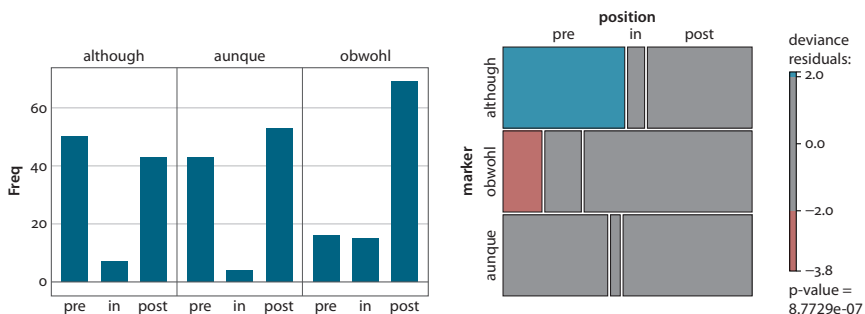 although aunque obwohl
Freq
60
40
20
0
pre in post pre in post pre in post
position
pre in post
marker
although
obwohl
aunque
deviance
residuals:
2.0
0.0
−2.0
−3.8
p-value =
8.7729e-07